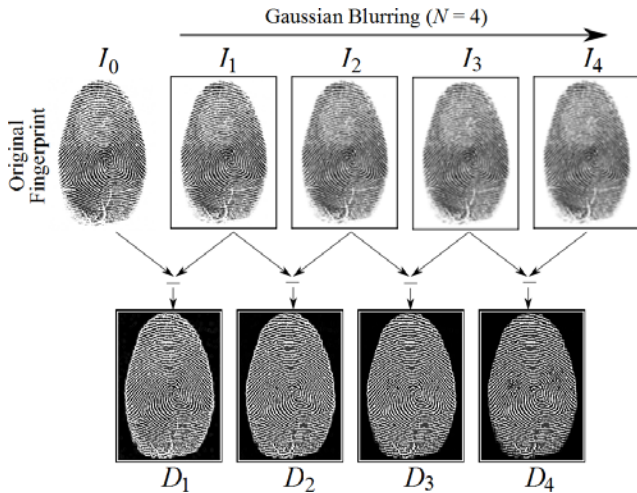 Gaussian Blurring (N = 4)
I0 I1 I2 I3 I4
Original
Fingerprint
D1 D2 D3 D4